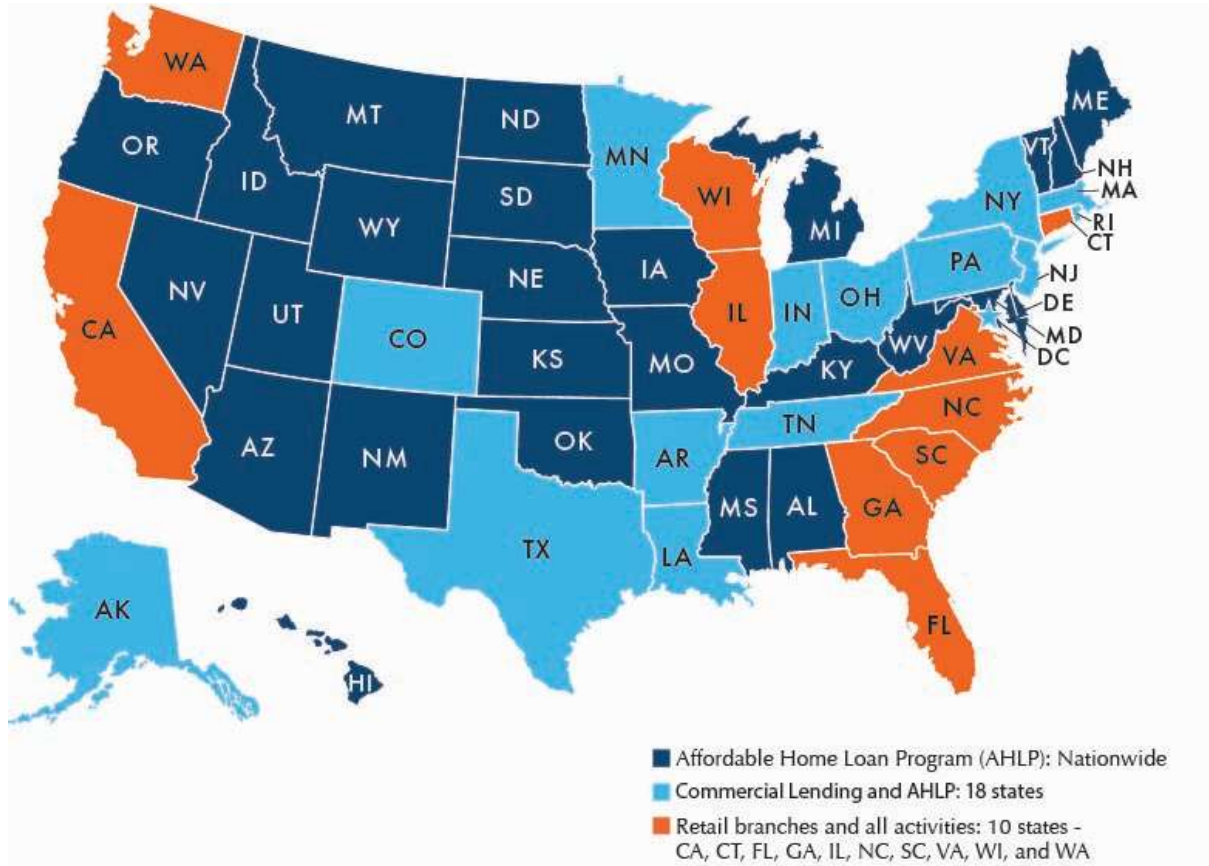 WA
MT
ND
MN
ME
OR
ID
SD
WI
VT
NH
MA
NY
WY
MI
RI
CT
IA
PA
NE
NJ
NV
UT
CO
IL
IN
OH
DE
CA
KS
MO
WV
VA
MD
DC
KY
NC
AZ
NM
OK
AR
TN
SC
MS
AL
GA
TX
LA
AK
FL
HI
Affordable Home Loan Program (AHLP): Nationwide
Commercial Lending and AHLP: 18 states
Retail branches and all activities: 10 states -
CA, CT, FL, GA, IL, NC, SC, VA, WI, and WA